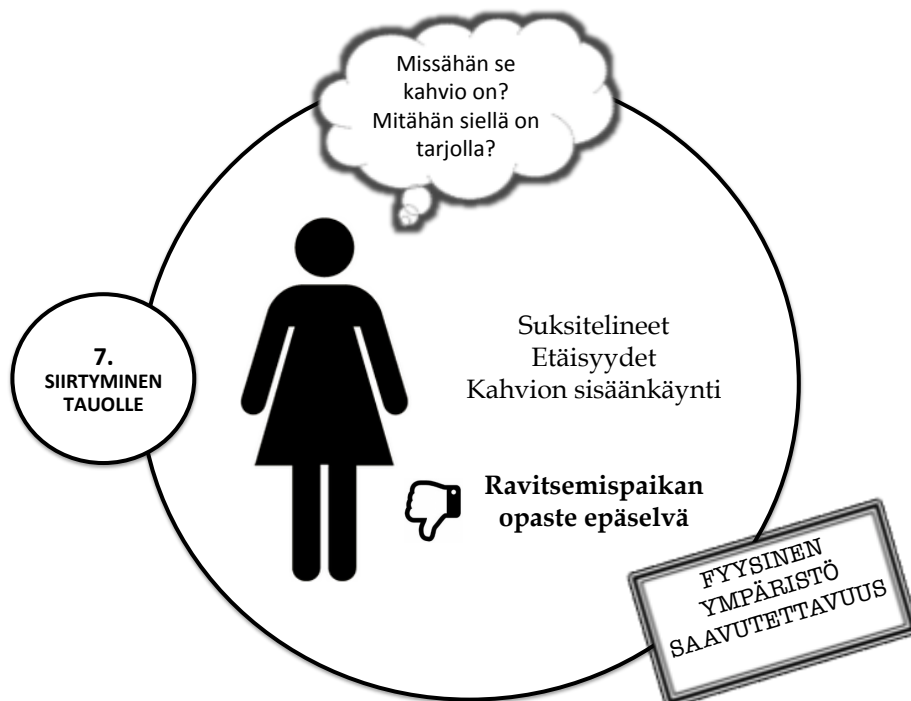 Missähän se
kahvio on?
Mitähän siellä on
tarjolla?
7.
SIIRTYMINEN
TAUOLLE
Suksitelineet
Etäisyydet
Kahvion sisäänkäynti
Ravitsemispaikan
opaste epäselvä
FYYSINEN
YMPÄRISTÖ
SAAVUTETTAVUUS